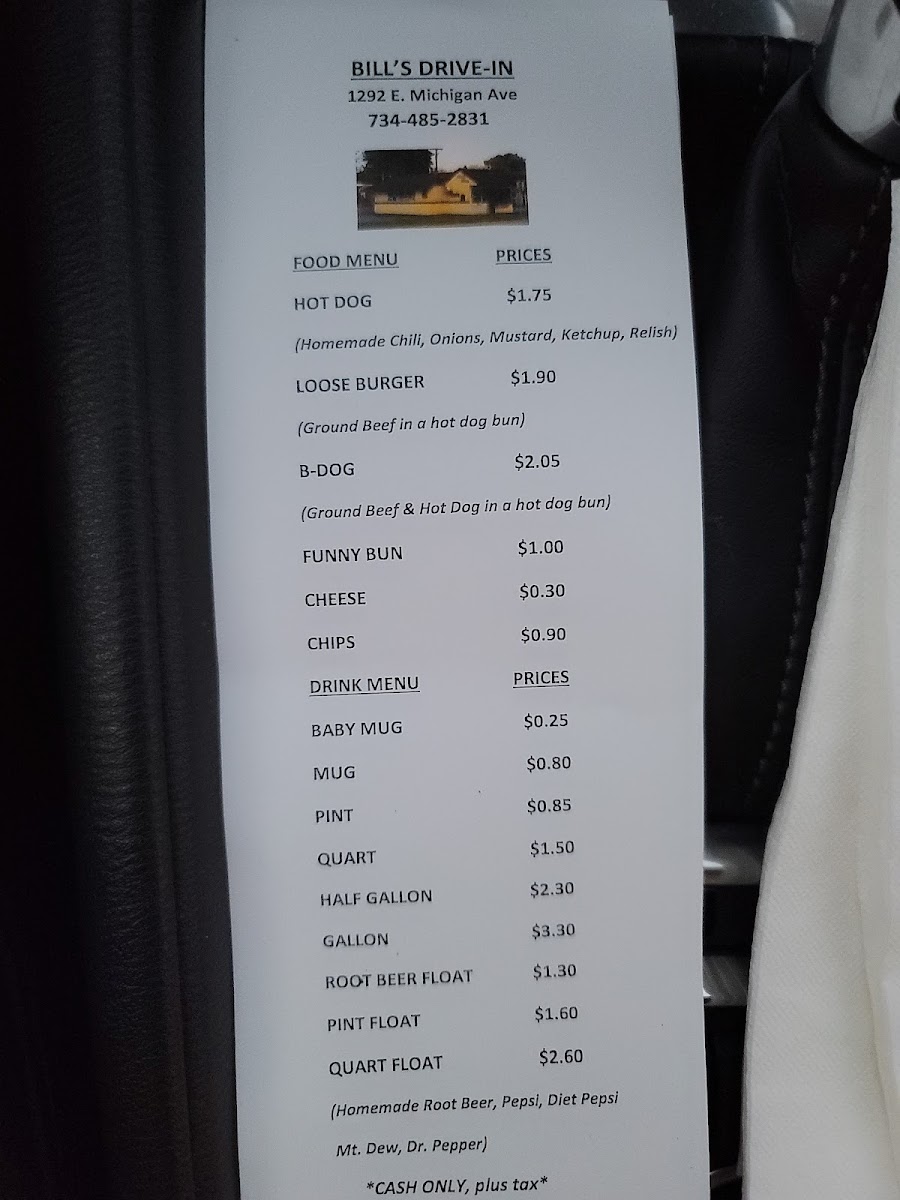 BILL'S DRIVE-IN
1292 E. Michigan Ave
734-485-2831
FOOD MENU PRICES
HOT DOG $1.75
(Homemade Chili, Onions, Mustard, Ketchup, Relish)
LOOSE BURGER $1.90
(Ground Beef in a hot dog bun)
B-DOG $2.05
(Ground Beef & Hot Dog in a hot dog bun)
FUNNY BUN $1.00
CHEESE $0.30
CHIPS $0.90
DRINK MENU PRICES
BABY MUG $0.25
MUG $0.80
PINT $0.85
QUART $1.50
HALF GALLON $2.30
GALLON $3.30
ROOT BEER FLOAT $1.30
PINT FLOAT $1.60
QUART FLOAT $2.60
(Homemade Root Beer, Pepsi, Diet Pepsi
Mt. Dew, Dr. Pepper)
*CASH ONLY, plus tax*